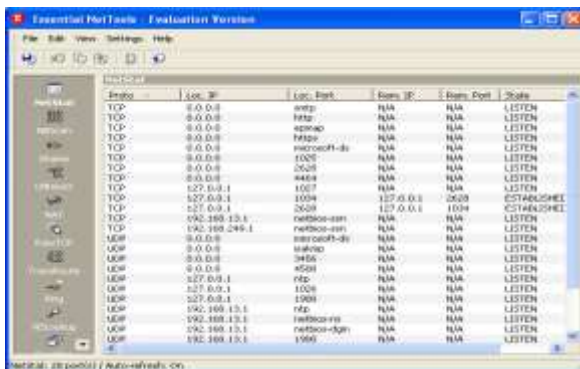 Essential NetTools - Evaluation Version
File Edit View Settings Help
NetStat
Proto Loc. IP Loc. Port Rem. IP Rem. Port State
TCP 0.0.0.0 smtp N/A N/A LISTEN
TCP 0.0.0.0 http N/A N/A LISTEN
TCP 0.0.0.0 epmap N/A N/A LISTEN
TCP 0.0.0.0 https N/A N/A LISTEN
TCP 0.0.0.0 microsoft-ds N/A N/A LISTEN
TCP 0.0.0.0 1025 N/A N/A LISTEN
TCP 0.0.0.0 2628 N/A N/A LISTEN
TCP 0.0.0.0 4464 N/A N/A LISTEN
TCP 127.0.0.1 1027 N/A N/A LISTEN
TCP 127.0.0.1 1034 127.0.0.1 2628 ESTABLISHED
TCP 127.0.0.1 2628 127.0.0.1 1034 ESTABLISHED
TCP 192.168.13.1 netbios-ssn N/A N/A LISTEN
TCP 192.168.249.1 netbios-ssn N/A N/A LISTEN
UDP 0.0.0.0 microsoft-ds N/A N/A LISTEN
UDP 0.0.0.0 isakmp N/A N/A LISTEN
UDP 0.0.0.0 3456 N/A N/A LISTEN
UDP 0.0.0.0 4500 N/A N/A LISTEN
UDP 127.0.0.1 ntp N/A N/A LISTEN
UDP 127.0.0.1 1026 N/A N/A LISTEN
UDP 127.0.0.1 1900 N/A N/A LISTEN
UDP 192.168.13.1 ntp N/A N/A LISTEN
UDP 192.168.13.1 netbios-ns N/A N/A LISTEN
UDP 192.168.13.1 netbios-dgm N/A N/A LISTEN
UDP 192.168.13.1 1900 N/A N/A LISTEN
NetStat: 28 port(s) / Auto-refresh: On